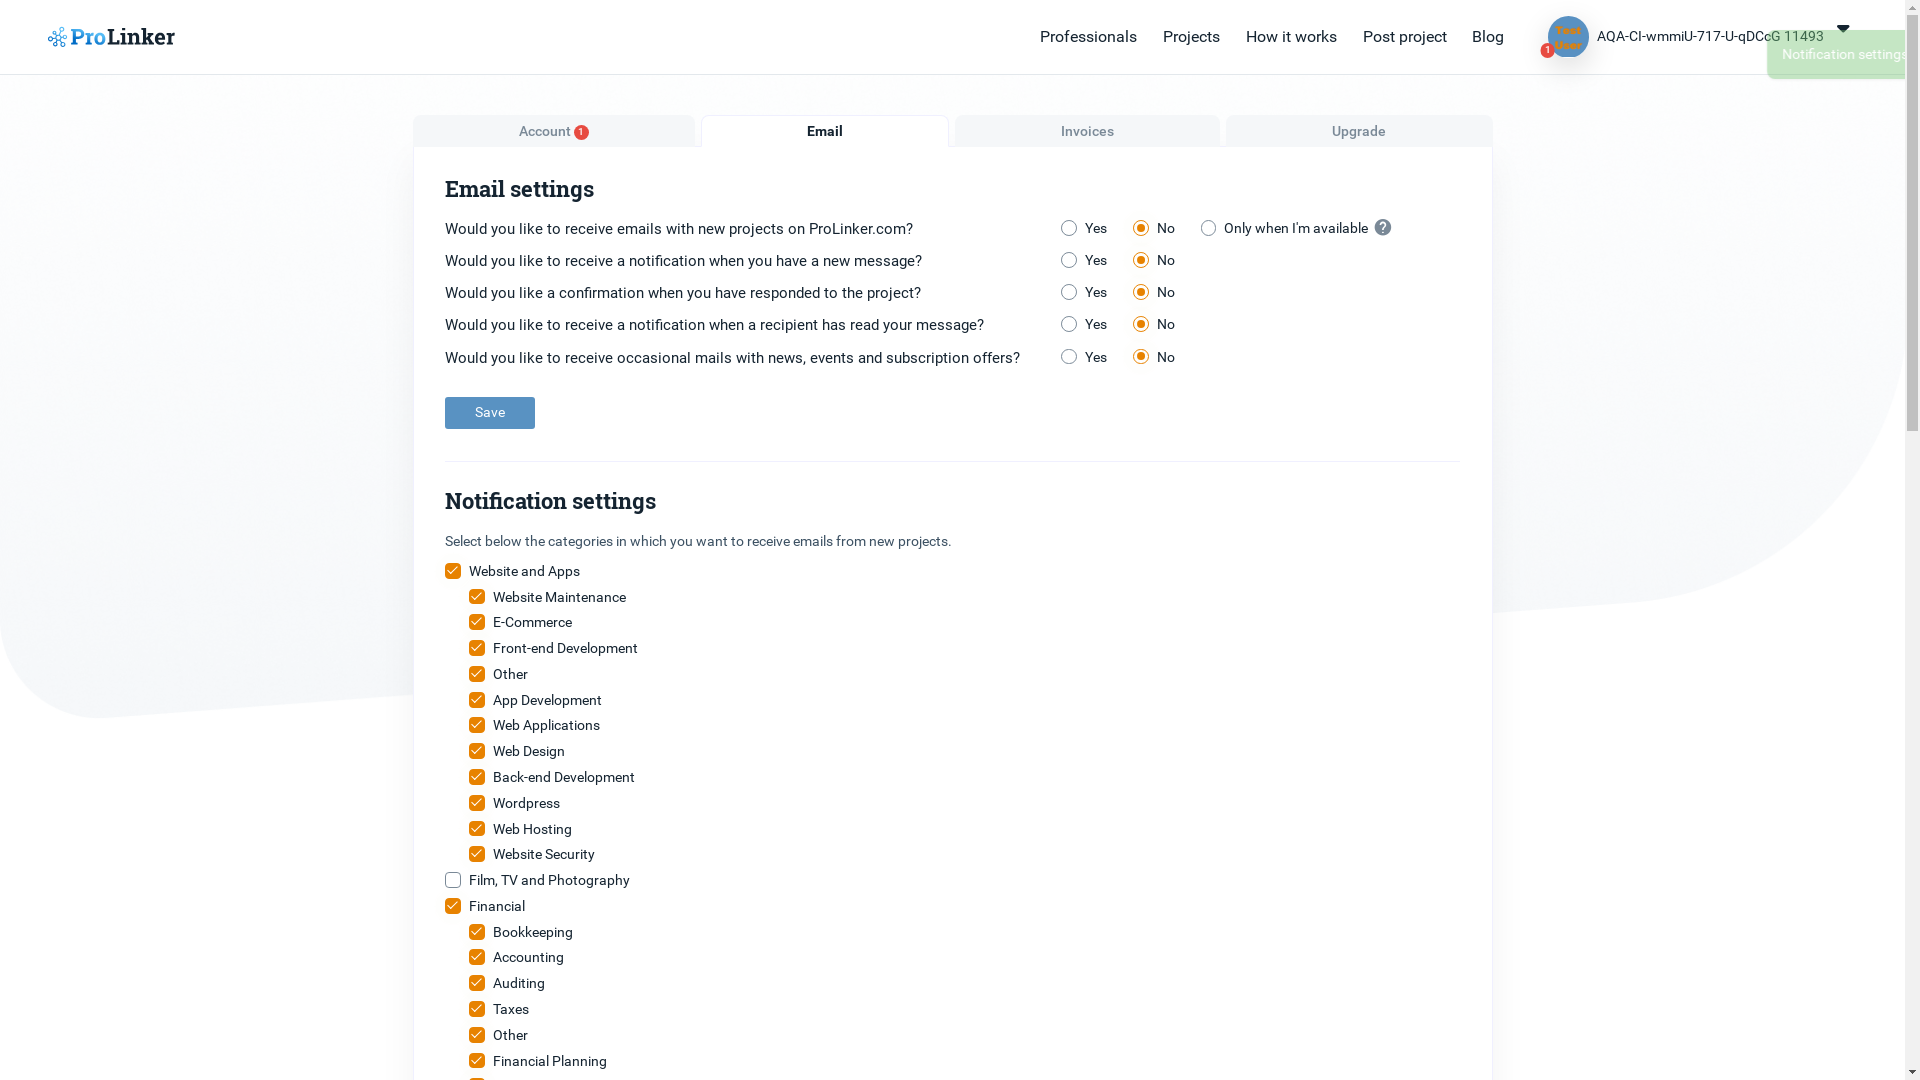 ProLinker
Professionals Projects How it works Post project Blog
Test User
1
AQA-CI-wmmiU-717-U-qDCcG 11493
Notification settings
Account 1
Email
Invoices
Upgrade
Email settings
Would you like to receive emails with new projects on ProLinker.com? Yes No Only when I'm available ?
Would you like to receive a notification when you have a new message? Yes No
Would you like a confirmation when you have responded to the project? Yes No
Would you like to receive a notification when a recipient has read your message? Yes No
Would you like to receive occasional mails with news, events and subscription offers? Yes No
Save
Notification settings
Select below the categories in which you want to receive emails from new projects.
Website and Apps
Website Maintenance
E-Commerce
Front-end Development
Other
App Development
Web Applications
Web Design
Back-end Development
Wordpress
Web Hosting
Website Security
Film, TV and Photography
Financial
Bookkeeping
Accounting
Auditing
Taxes
Other
Financial Planning